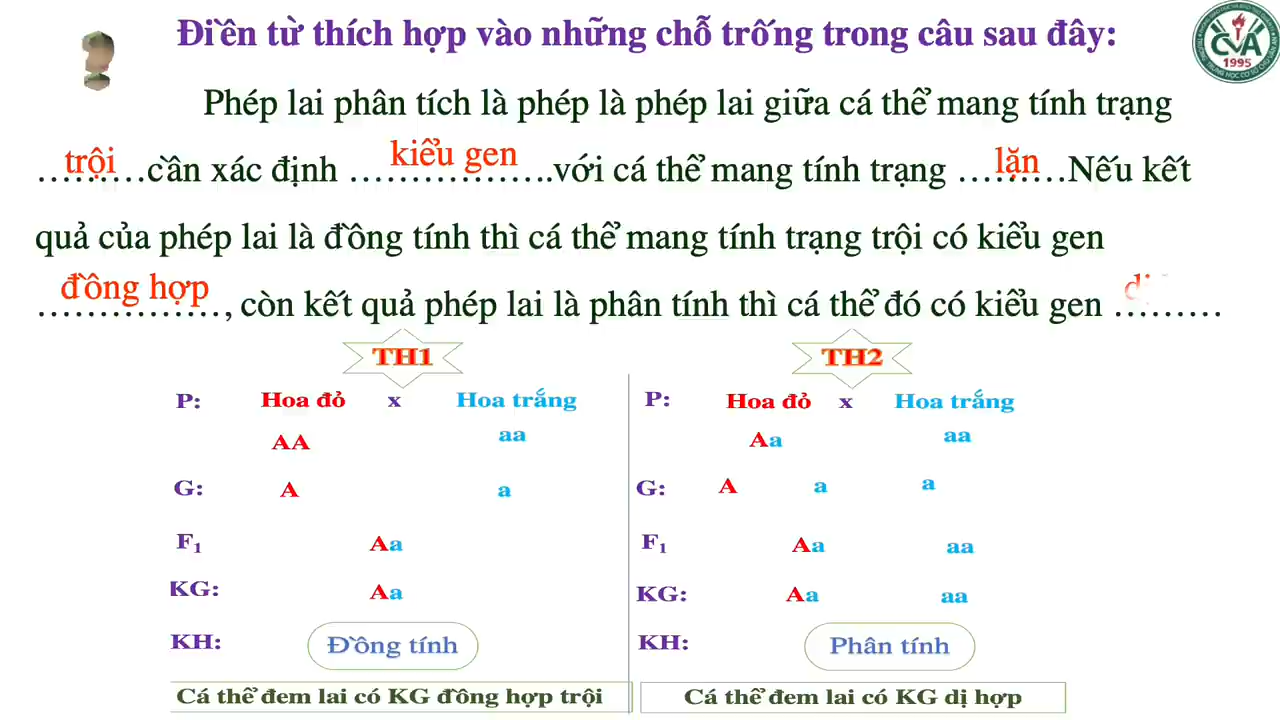 Điền từ thích hợp vào những chỗ trống trong câu sau đây:
CVA
1995
Phép lai phân tích là phép là phép lai giữa cá thể mang tính trạng
trội cần xác định kiểu gen với cá thể mang tính trạng lặn Nếu kết
quả của phép lai là đồng tính thì cá thể mang tính trạng trội có kiểu gen
đồng hợp, còn kết quả phép lai là phân tính thì cá thể đó có kiểu gen ………
TH1
P: Hoa đỏ x Hoa trắng
AA aa
G: A a
F1 Aa
KG: Aa
KH: Đồng tính
Cá thể đem lai có KG đồng hợp trội
TH2
P: Hoa đỏ x Hoa trắng
Aa aa
G: A a a
F1 Aa aa
KG: Aa aa
KH: Phân tính
Cá thể đem lai có KG dị hợp